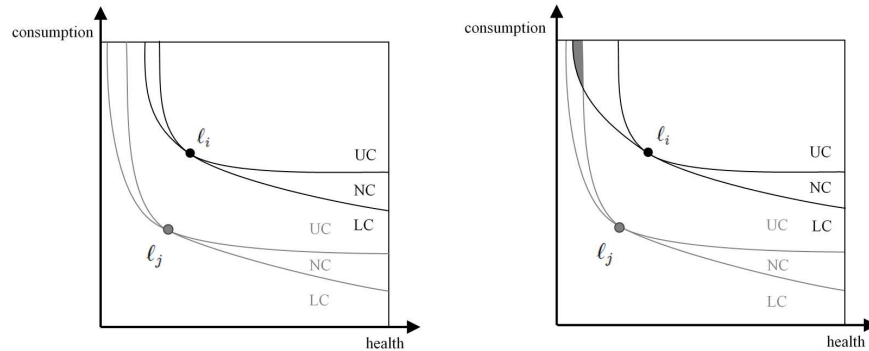 consumption
ℓi
UC
NC
LC
UC
ℓj
NC
LC
health
consumption
ℓi
UC
NC
LC
UC
ℓj
NC
LC
health